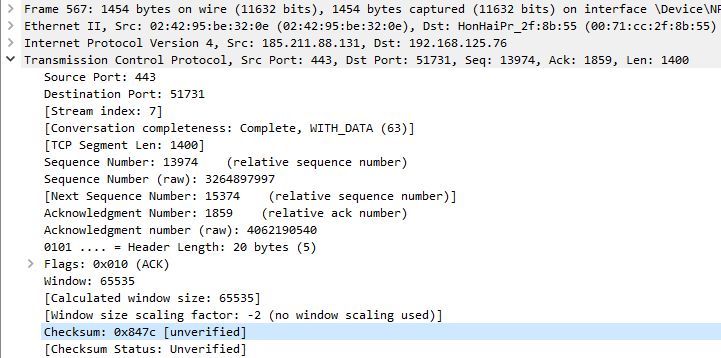 Frame 567: 1454 bytes on wire (11632 bits), 1454 bytes captured (11632 bits) on interface \Device\NP
Ethernet II, Src: 02:42:95:be:32:0e (02:42:95:be:32:0e), Dst: HonHaiPr_2f:8b:55 (00:71:cc:2f:8b:55)
Internet Protocol Version 4, Src: 185.211.88.131, Dst: 192.168.125.76
Transmission Control Protocol, Src Port: 443, Dst Port: 51731, Seq: 13974, Ack: 1859, Len: 1400
Source Port: 443
Destination Port: 51731
[Stream index: 7]
[Conversation completeness: Complete, WITH_DATA (63)]
[TCP Segment Len: 1400]
Sequence Number: 13974    (relative sequence number)
Sequence Number (raw): 3264897997
[Next Sequence Number: 15374    (relative sequence number)]
Acknowledgment Number: 1859    (relative ack number)
Acknowledgment number (raw): 4062190540
0101 .... = Header Length: 20 bytes (5)
Flags: 0x010 (ACK)
Window: 65535
[Calculated window size: 65535]
[Window size scaling factor: -2 (no window scaling used)]
Checksum: 0x847c [unverified]
[Checksum Status: Unverified]